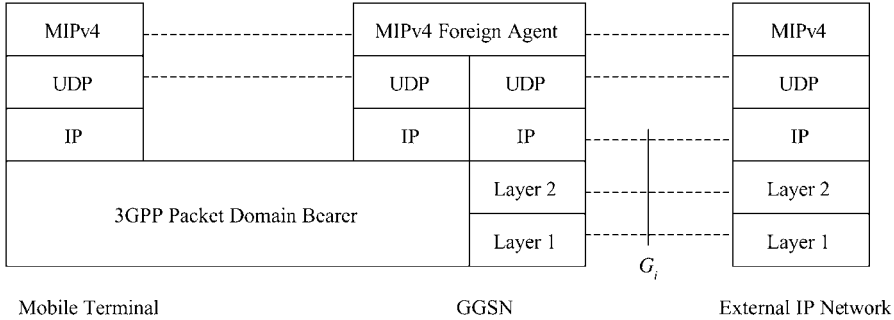 MIPv4 MIPv4 Foreign Agent MIPv4
UDP UDP UDP UDP
IP IP IP IP
3GPP Packet Domain Bearer Layer 2 Layer 2
Layer 1 Layer 1
Gi
Mobile Terminal GGSN External IP Network